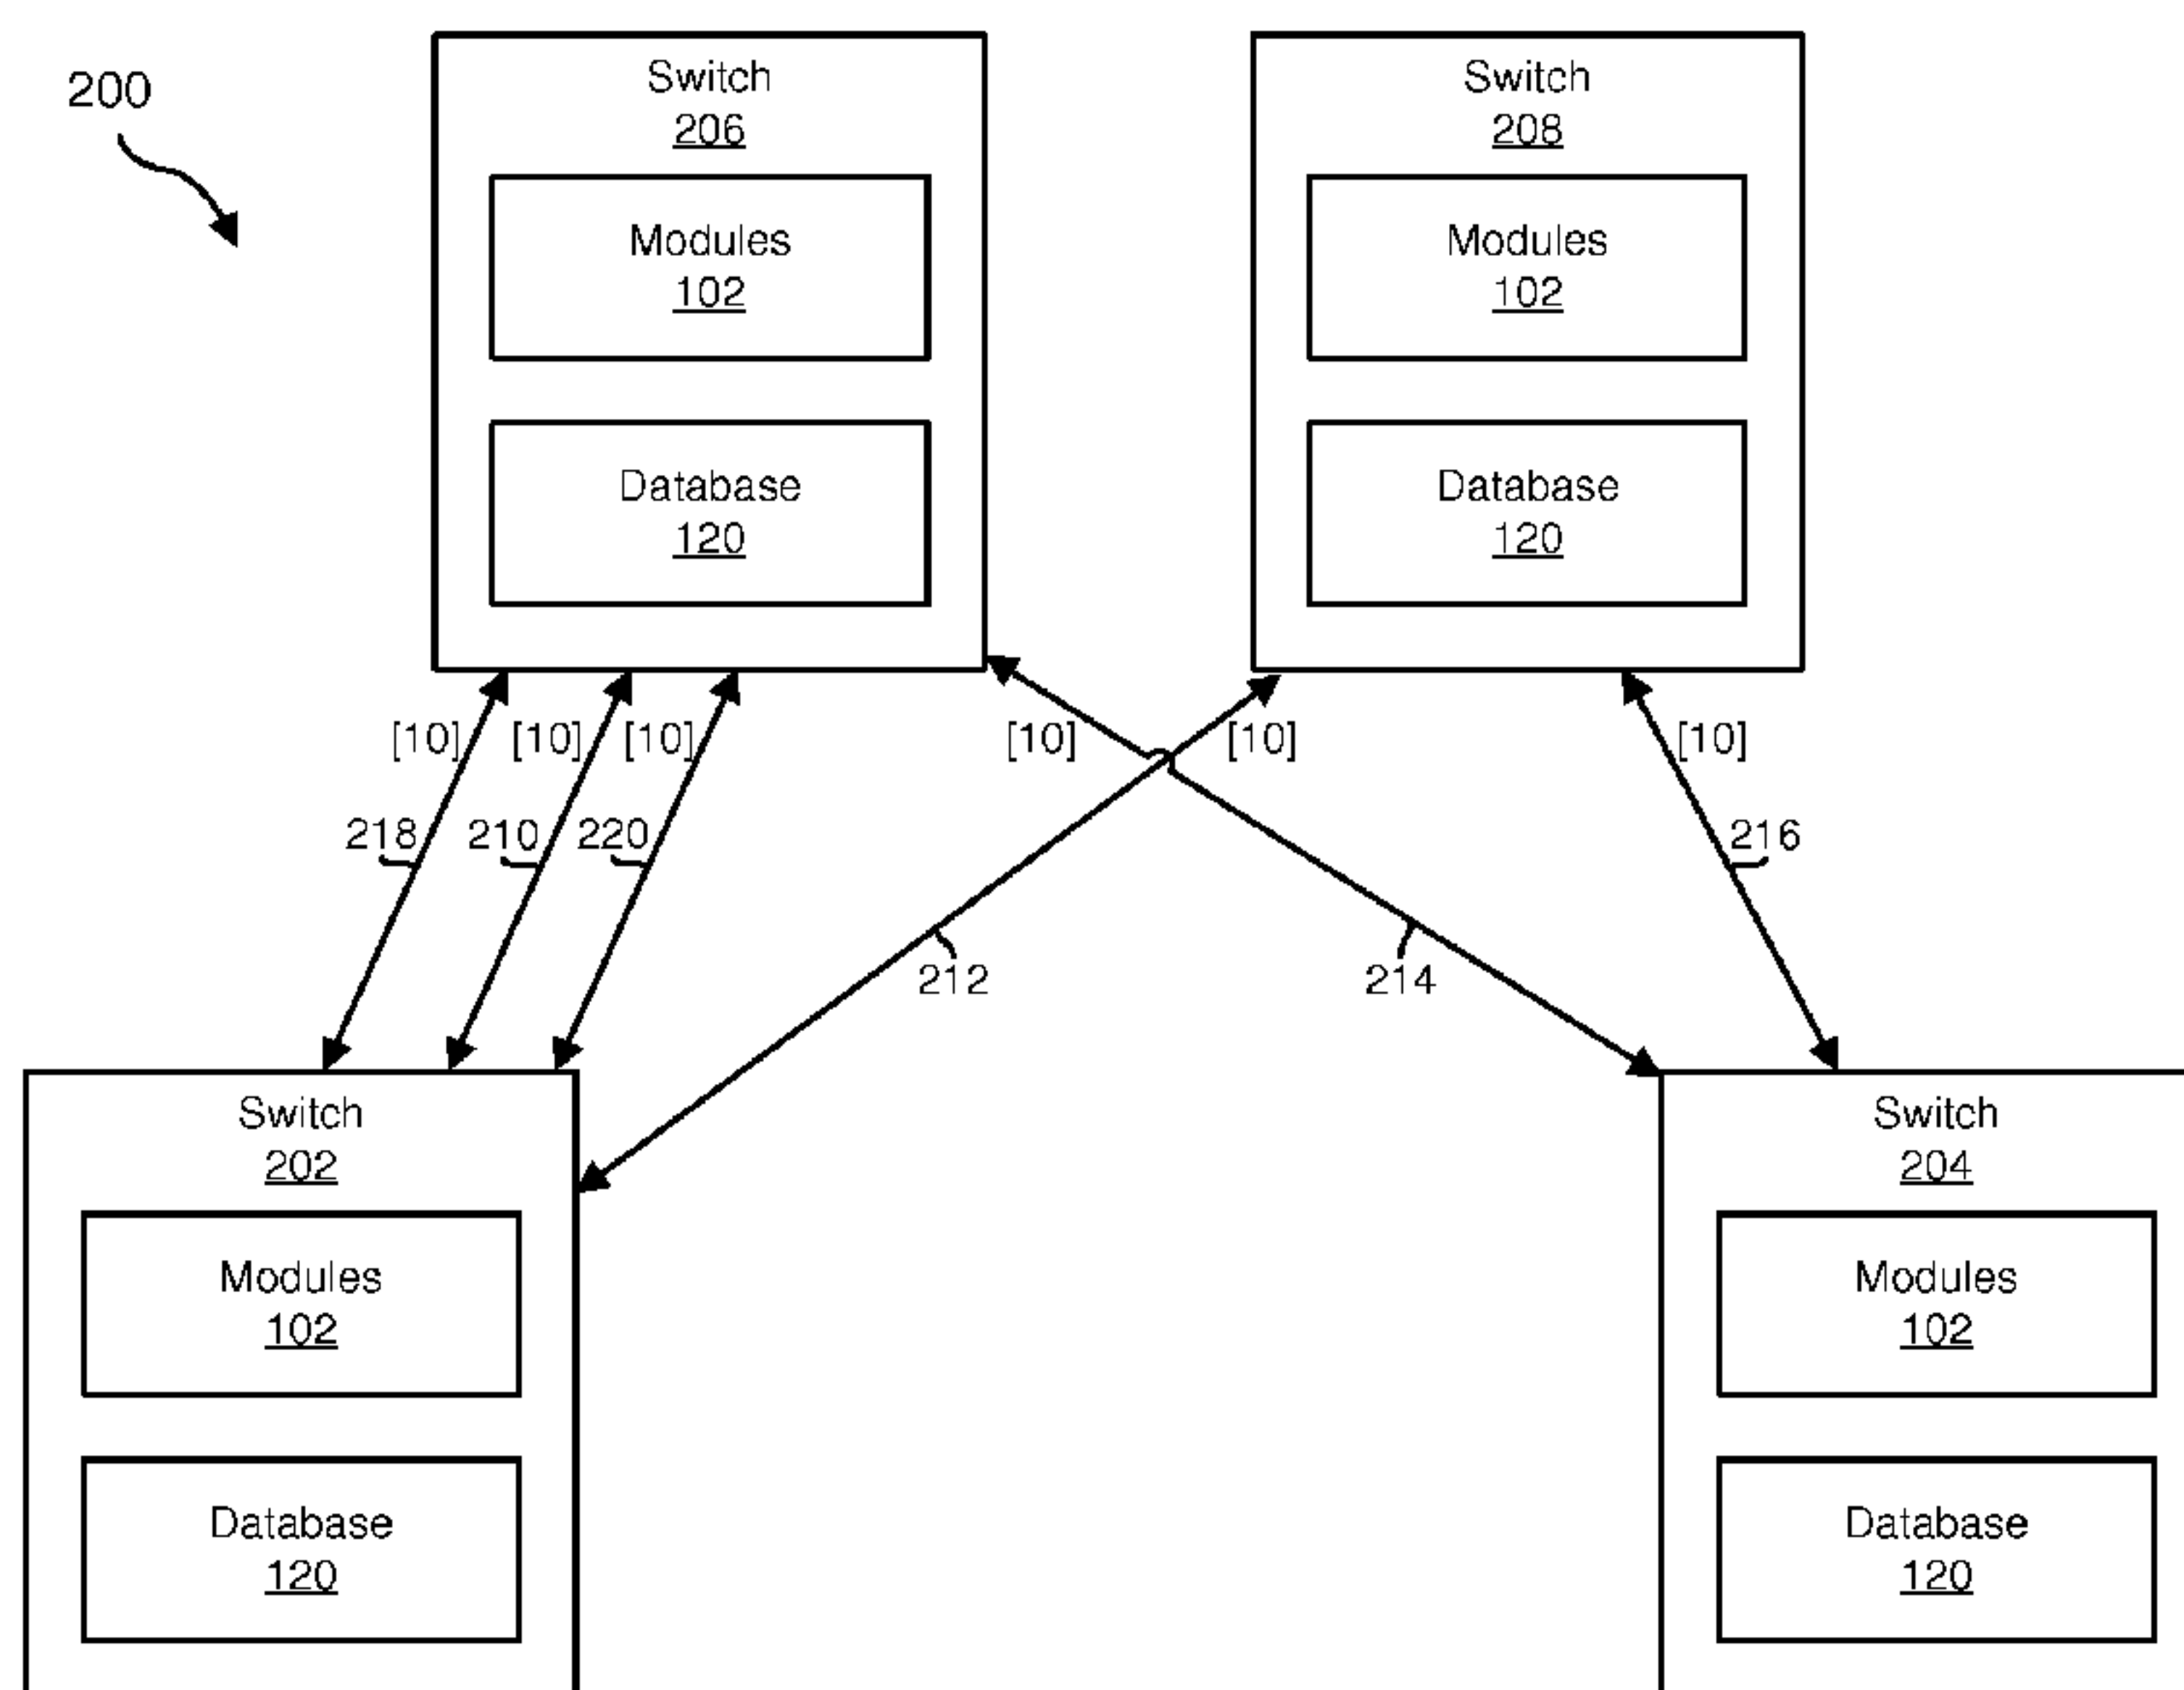 200
Switch
206
Modules
102
Database
120
Switch
208
Modules
102
Database
120
[10] [10] [10] [10] [10] [10]
218 210 220 216
212 214
Switch
202
Modules
102
Database
120
Switch
204
Modules
102
Database
120